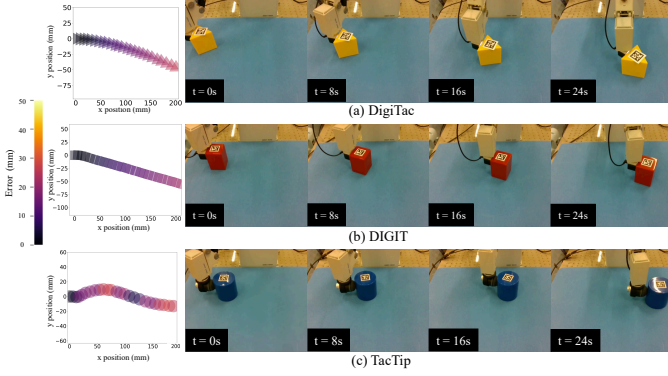 50
25
0
−25
−50
−75
0 50 100 150 200
x position (mm)
y position (mm)
t = 0s
t = 8s
t = 16s
t = 24s
(a) DigiTac
Error (mm)
50
40
30
20
10
0
50
25
0
−25
−50
−75
−100
0 50 100 150 200
x position (mm)
y position (mm)
t = 0s
t = 8s
t = 16s
t = 24s
(b) DIGIT
60
40
20
0
−20
−40
−60
0 50 100 150 200
x position (mm)
y position (mm)
t = 0s
t = 8s
t = 16s
t = 24s
(c) TacTip